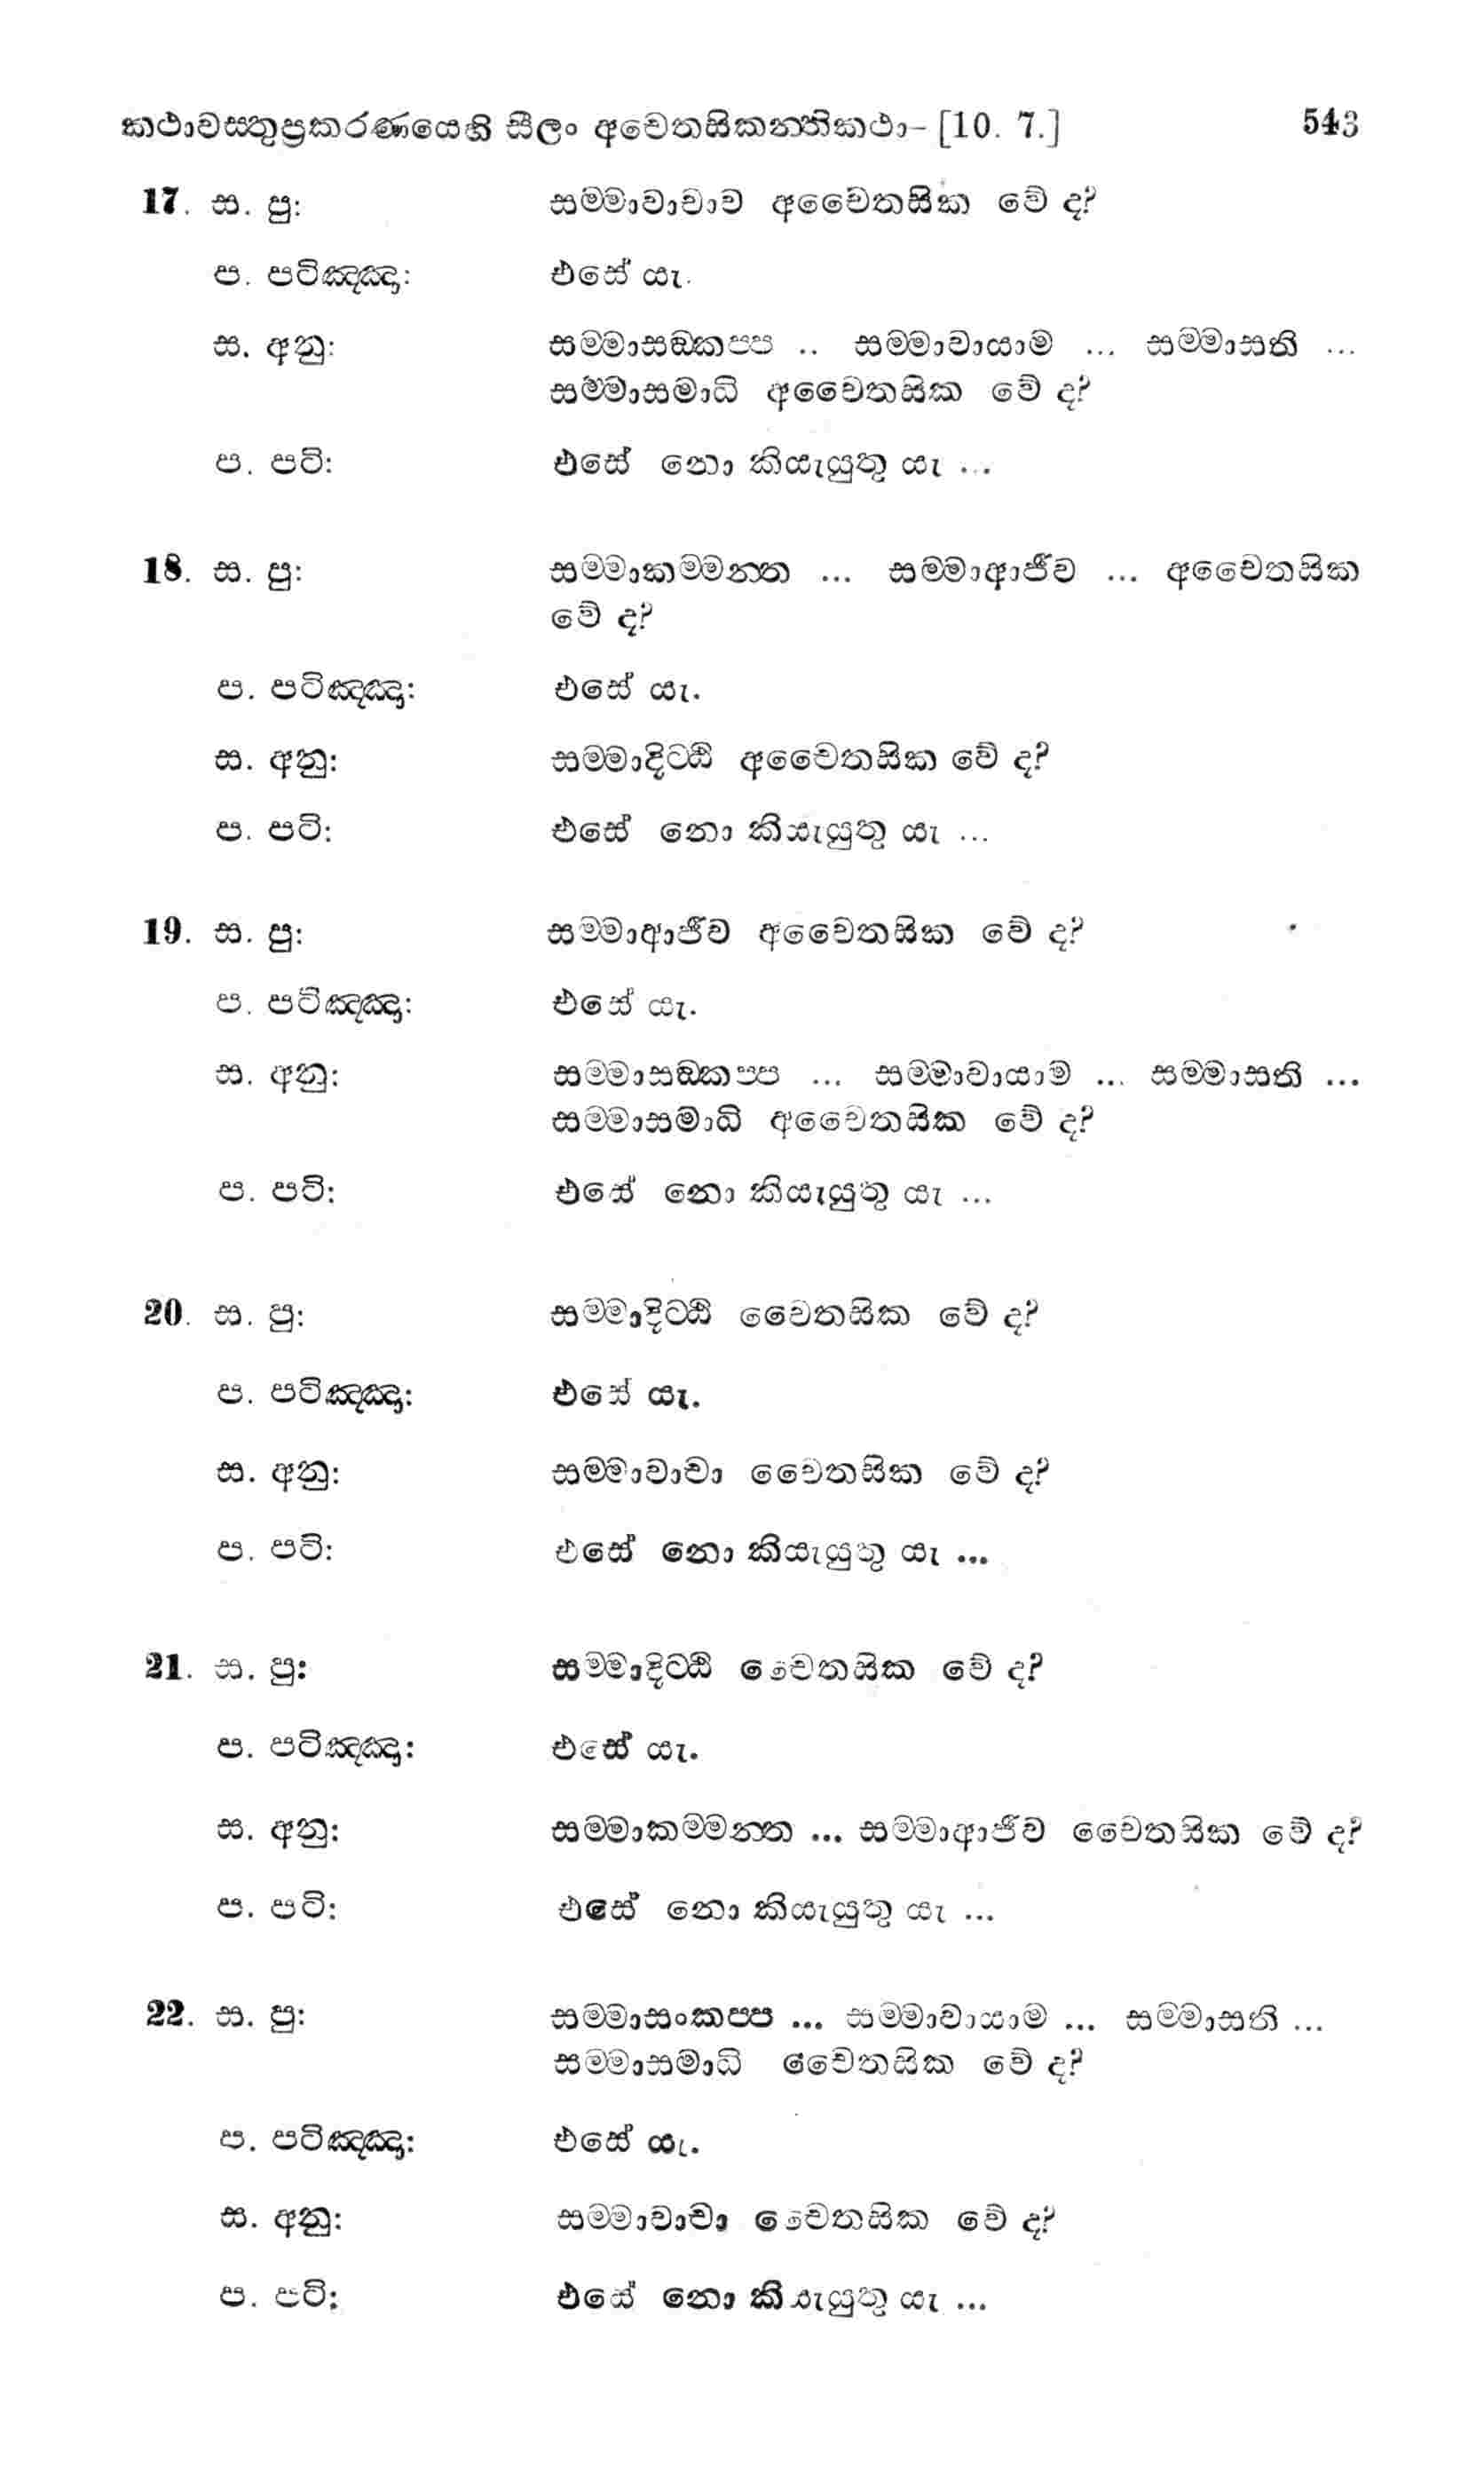 කථාවස්තුප්‍රකරණයෙහි සීලං අචෙතසිකන්තිකථා- [10. 7.] 543
17. ස. පු: සම්මාවාචාව අචෛතසික වේ ද?
ප. පටිඤ්ඤා: එසේ යැ.
ස. අනු: සම්මාසඞ්කප්ප .. සම්මාවායාම ... සම්මාසති ...
සම්මාසමාධි අචෛතසික වේ ද?
ප. පටි: එසේ නො කියැයුතු යැ ...
18. ස. පු: සම්මාකම්මන්ත ... සම්මාආජීව ... අචෛතසික
වේ ද?
ප. පටිඤ්ඤා: එසේ යැ.
ස. අනු: සම්මාදිට්ඨි අචෛතසික වේ ද?
ප. පටි: එසේ නො කියැයුතු යැ ...
19. ස. පු: සම්මාආජීව අචෛතසික වේ ද?
ප. පටිඤ්ඤා: එසේ යැ.
ස. අනු: සම්මාසඞ්කප්ප ... සම්මාවායාම ... සම්මාසති ...
සම්මාසමාධි අචෛතසික වේ ද?
ප. පටි: එසේ නො කියැයුතු යැ ...
20. ස. පු: සම්මාදිට්ඨි චෛතසික වේ ද?
ප. පටිඤ්ඤා: එසේ යැ.
ස. අනු: සම්මාවාචා චෛතසික වේ ද?
ප. පටි: එසේ නො කියැයුතු යැ ...
21. ස. පු: සම්මාදිට්ඨි චෛතසික වේ ද?
ප. පටිඤ්ඤා: එසේ යැ.
ස. අනු: සම්මාකම්මන්ත ... සම්මාආජීව චෛතසික වේ ද?
ප. පටි: එසේ නො කියැයුතු යැ ...
22. ස. පු: සම්මාසංකප්ප ... සම්මාවායාම ... සම්මාසති ...
සම්මාසමාධි චෛතසික වේ ද?
ප. පටිඤ්ඤා: එසේ යැ.
ස. අනු: සම්මාවාචා චෛතසික වේ ද?
ප. පටි: එසේ නො කියැයුතු යැ ...